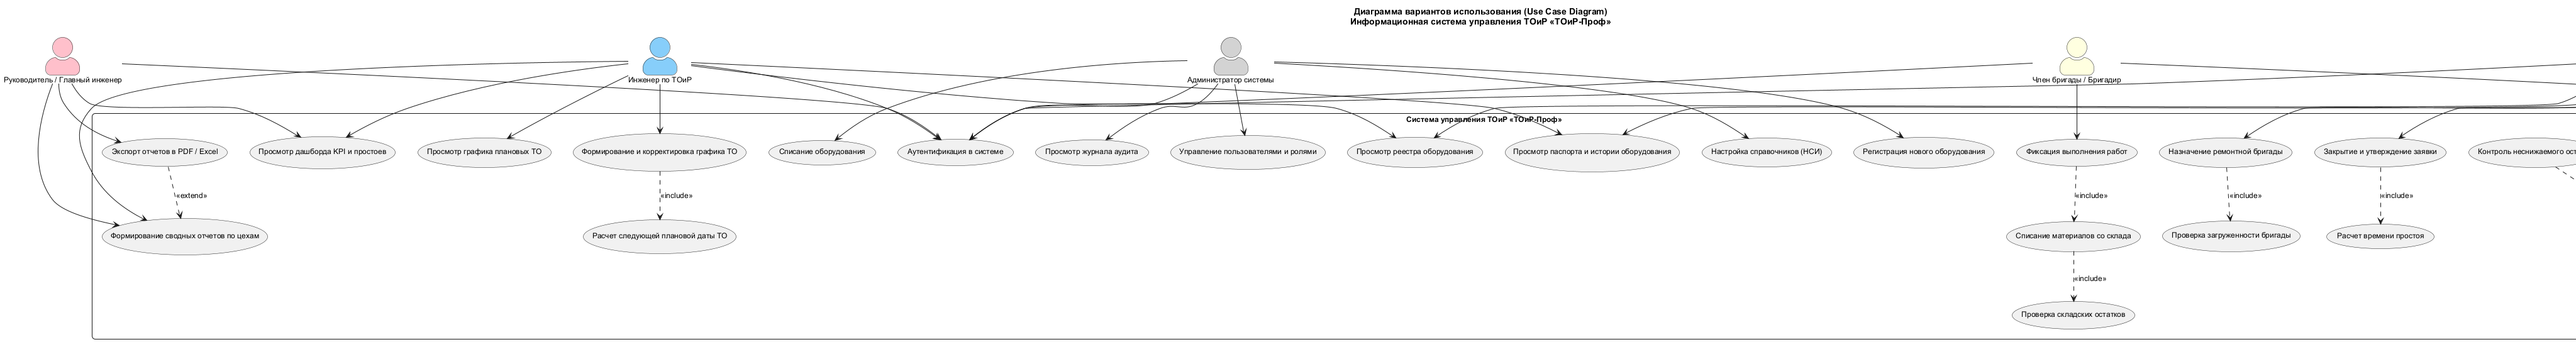 Диаграмма вариантов использования (Use Case Diagram)
Информационная система управления ТОиР «ТОиР-Проф»
Руководитель / Главный инженер
Инженер по ТОиР
Администратор системы
Член бригады / Бригадир
Система управления ТОиР «ТОиР-Проф»
Экспорт отчетов в PDF / Excel
Просмотр дашборда KPI и простоев
Просмотр графика плановых ТО
Формирование и корректировка графика ТО
Списание оборудования
Аутентификация в системе
Просмотр журнала аудита
Управление пользователями и ролями
Просмотр реестра оборудования
Просмотр паспорта и истории оборудования
Настройка справочников (НСИ)
Регистрация нового оборудования
Фиксация выполнения работ
Назначение ремонтной бригады
Закрытие и утверждение заявки
Контроль неснижаемого ост
«extend»
«include»
«include»
«include»
«include»
Формирование сводных отчетов по цехам
Расчет следующей плановой даты ТО
Списание материалов со склада
Проверка загруженности бригады
Расчет времени простоя
«include»
Проверка складских остатков